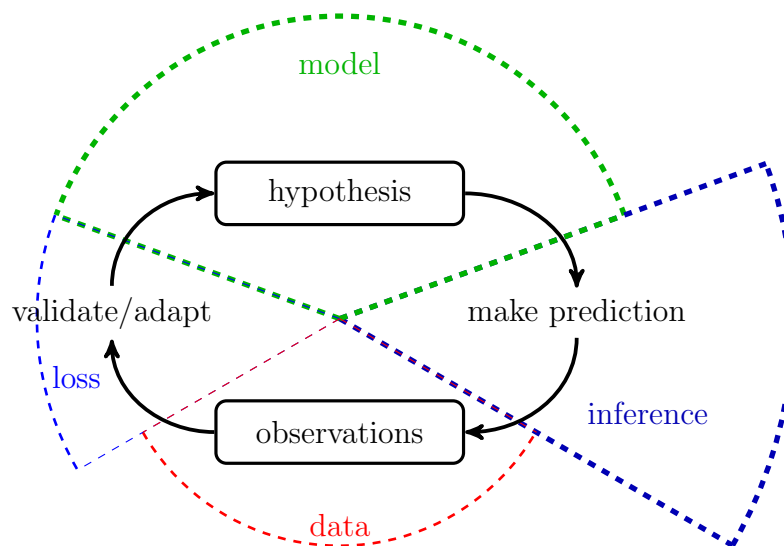 model
hypothesis
validate/adapt
make prediction
loss
inference
observations
data